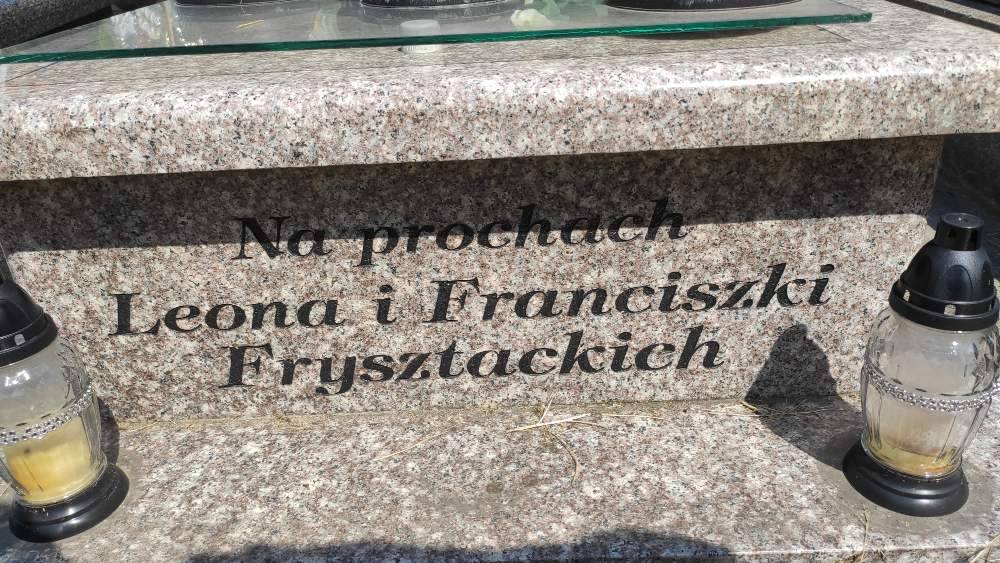 Na prochach
Leona i Franciszki
Frysztackich